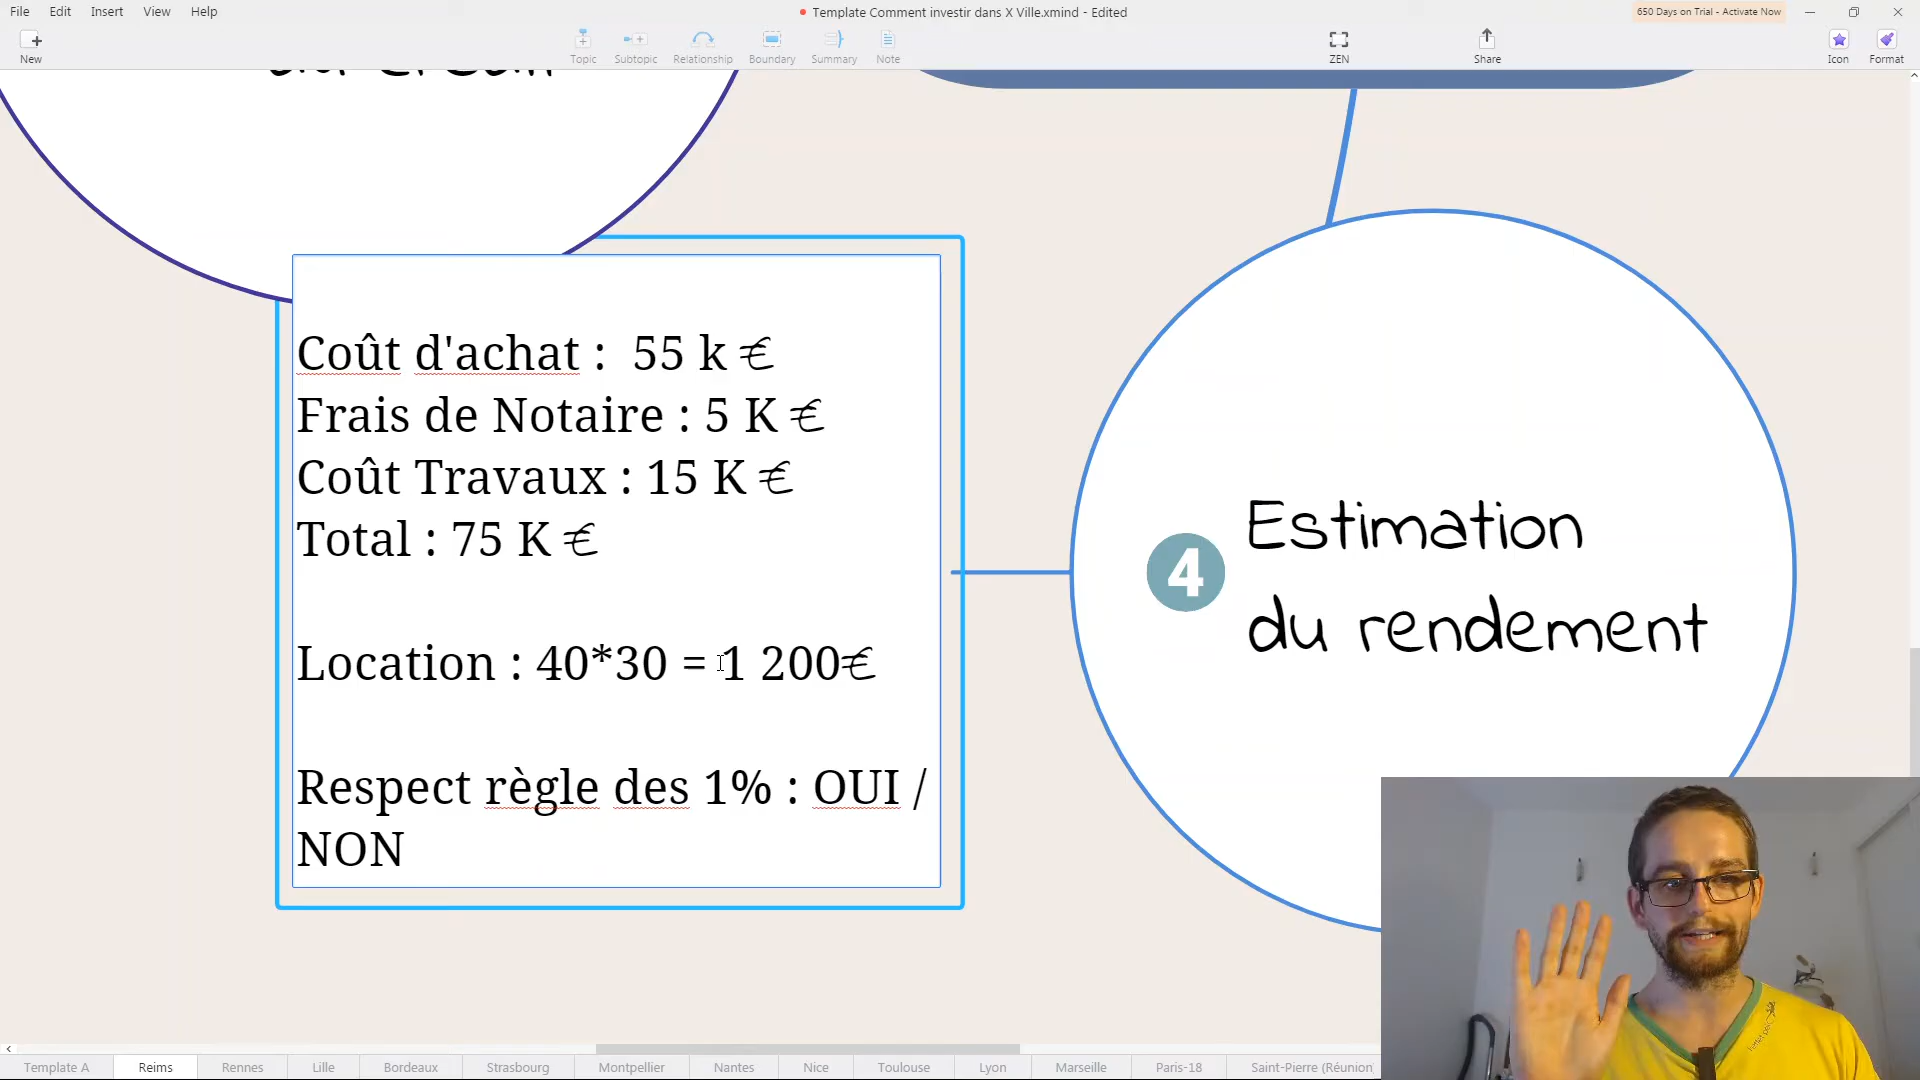 File Edit Insert View Help
Template Comment investir dans X Ville.xmind - Edited
650 Days on Trial - Activate Now
New
Topic Subtopic Relationship Boundary Summary Note
ZEN
Share
Icon Format
Coût d'achat :  55 k €
Frais de Notaire : 5 K €
Coût Travaux : 15 K €
Total : 75 K €
Location : 40*30 = 1 200€
Respect règle des 1% : OUI /
NON
4
Estimation
du rendement
Template A Reims Rennes Lille Bordeaux Strasbourg Montpellier Nantes Nice Toulouse Lyon Marseille Paris-18 Saint-Pierre (Réunion)